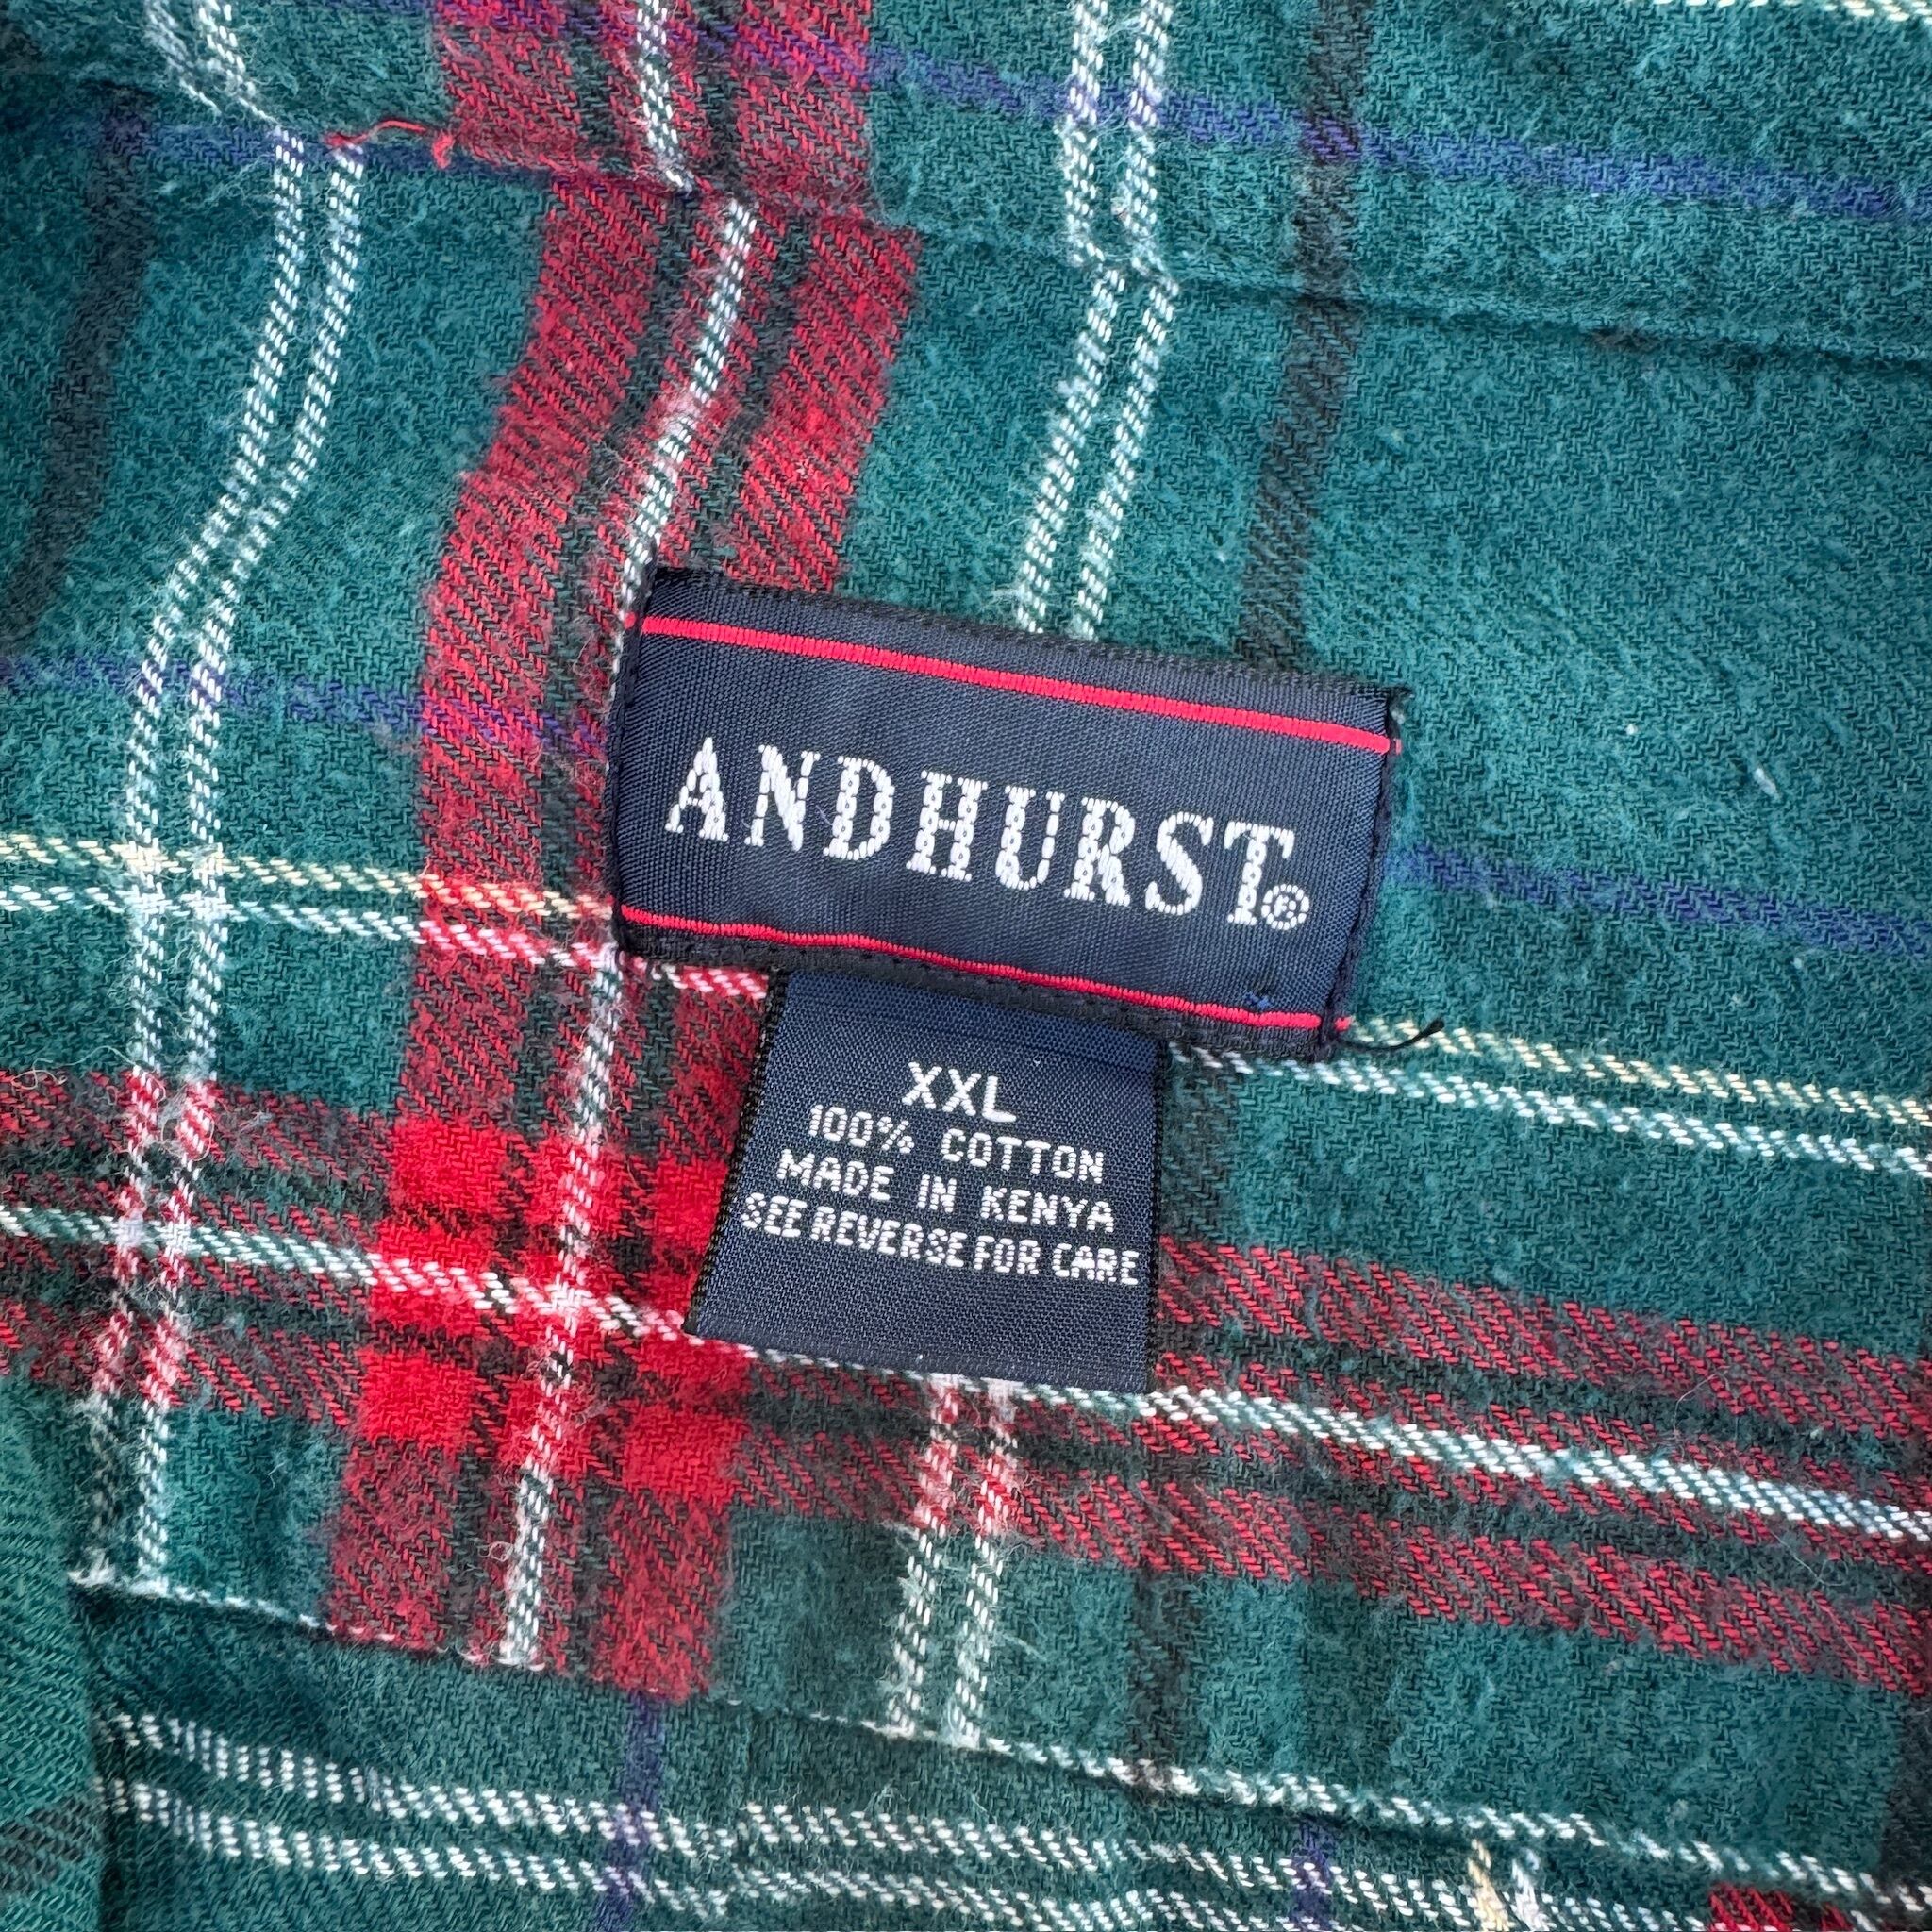 ANDHURST®
XXL
100% COTTON
MADE IN KENYA
SEE REVERSE FOR CARE